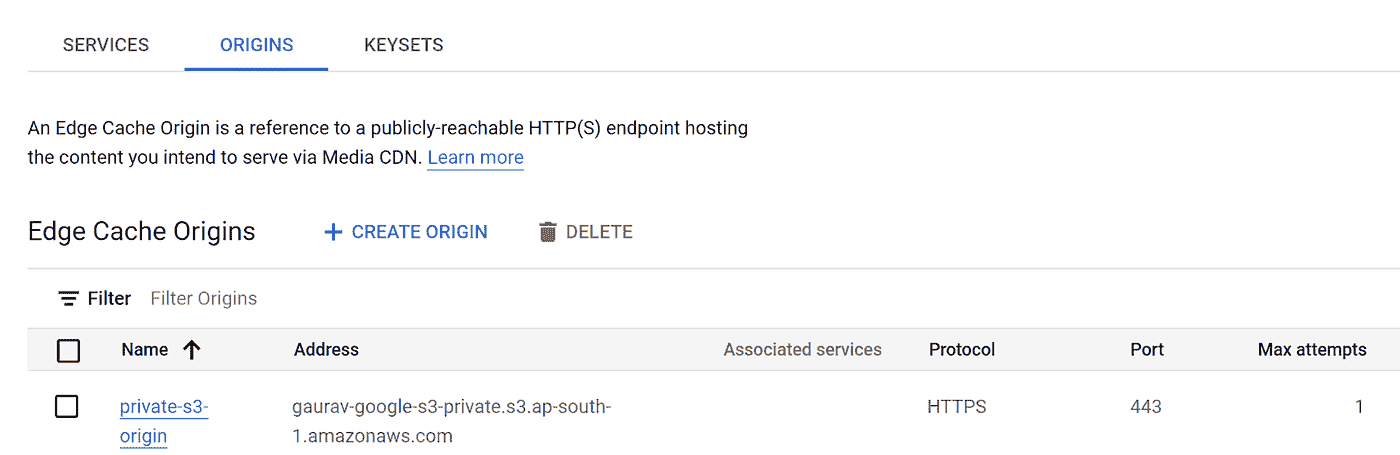 SERVICES ORIGINS KEYSETS
An Edge Cache Origin is a reference to a publicly-reachable HTTP(S) endpoint hosting
the content you intend to serve via Media CDN. Learn more
Edge Cache Origins CREATE ORIGIN DELETE
Filter Filter Origins
Name Address Associated services Protocol Port Max attempts
private-s3- gaurav-google-s3-private.s3.ap-south- HTTPS 443 1
origin 1.amazonaws.com